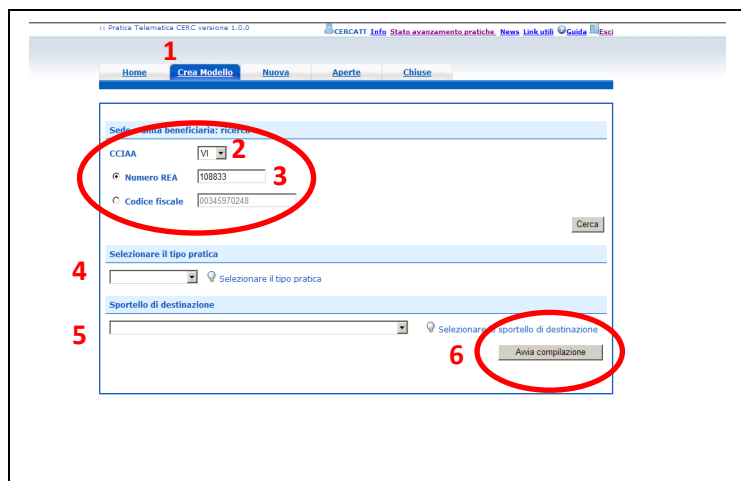 :: Pratica Telematica CERC versione 1.0.0 CERCATT Info Stato avanzamento pratiche News Link utili Guida Esci
1
Home Crea Modello Nuova Aperte Chiuse
Sede o unità beneficiaria: ricerca
CCIAA VI 2
Numero REA 108833 3
Codice fiscale 00345970248
Cerca
Selezionare il tipo pratica
4 Selezionare il tipo pratica
Sportello di destinazione
5 Selezionare lo sportello di destinazione
6 Avvia compilazione